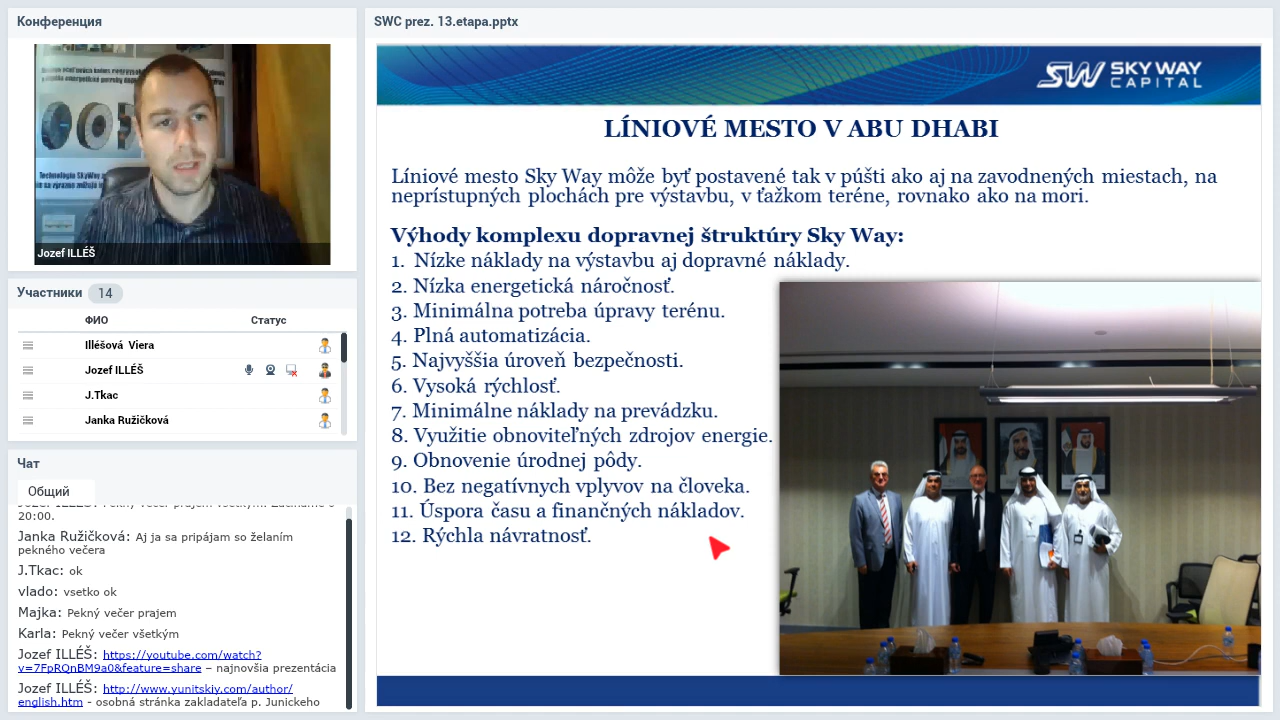 Конференция
Jozef ILLÉŠ
Участники 14
ФИО Статус
Illéšová Viera
Jozef ILLÉŠ
J.Tkac
Janka Ružičková
Чат
Общий
20:00.
Janka Ružičková: Aj ja sa pripájam so želaním
pekného večera
J.Tkac: ok
vlado: vsetko ok
Majka: Pekný večer prajem
Karla: Pekný večer všetkým
Jozef ILLÉŠ: https://youtube.com/watch?
v=7FpRQnBM9a0&feature=share – najnovšia prezentácia
Jozef ILLÉŠ: http://www.yunitskiy.com/author/
english.htm - osobná stránka zakladateľa p. Junickeho
SWC prez. 13.etapa.pptx
SW SKY WAY
CAPITAL
LÍNIOVÉ MESTO V ABU DHABI
Líniové mesto Sky Way môže byť postavené tak v púšti ako aj na zavodnených miestach, na
neprístupných plochách pre výstavbu, v ťažkom teréne, rovnako ako na mori.
Výhody komplexu dopravnej štruktúry Sky Way:
1. Nízke náklady na výstavbu aj dopravné náklady.
2. Nízka energetická náročnosť.
3. Minimálna potreba úpravy terénu.
4. Plná automatizácia.
5. Najvyššia úroveň bezpečnosti.
6. Vysoká rýchlosť.
7. Minimálne náklady na prevádzku.
8. Využitie obnoviteľných zdrojov energie.
9. Obnovenie úrodnej pôdy.
10. Bez negatívnych vplyvov na človeka.
11. Úspora času a finančných nákladov.
12. Rýchla návratnosť.